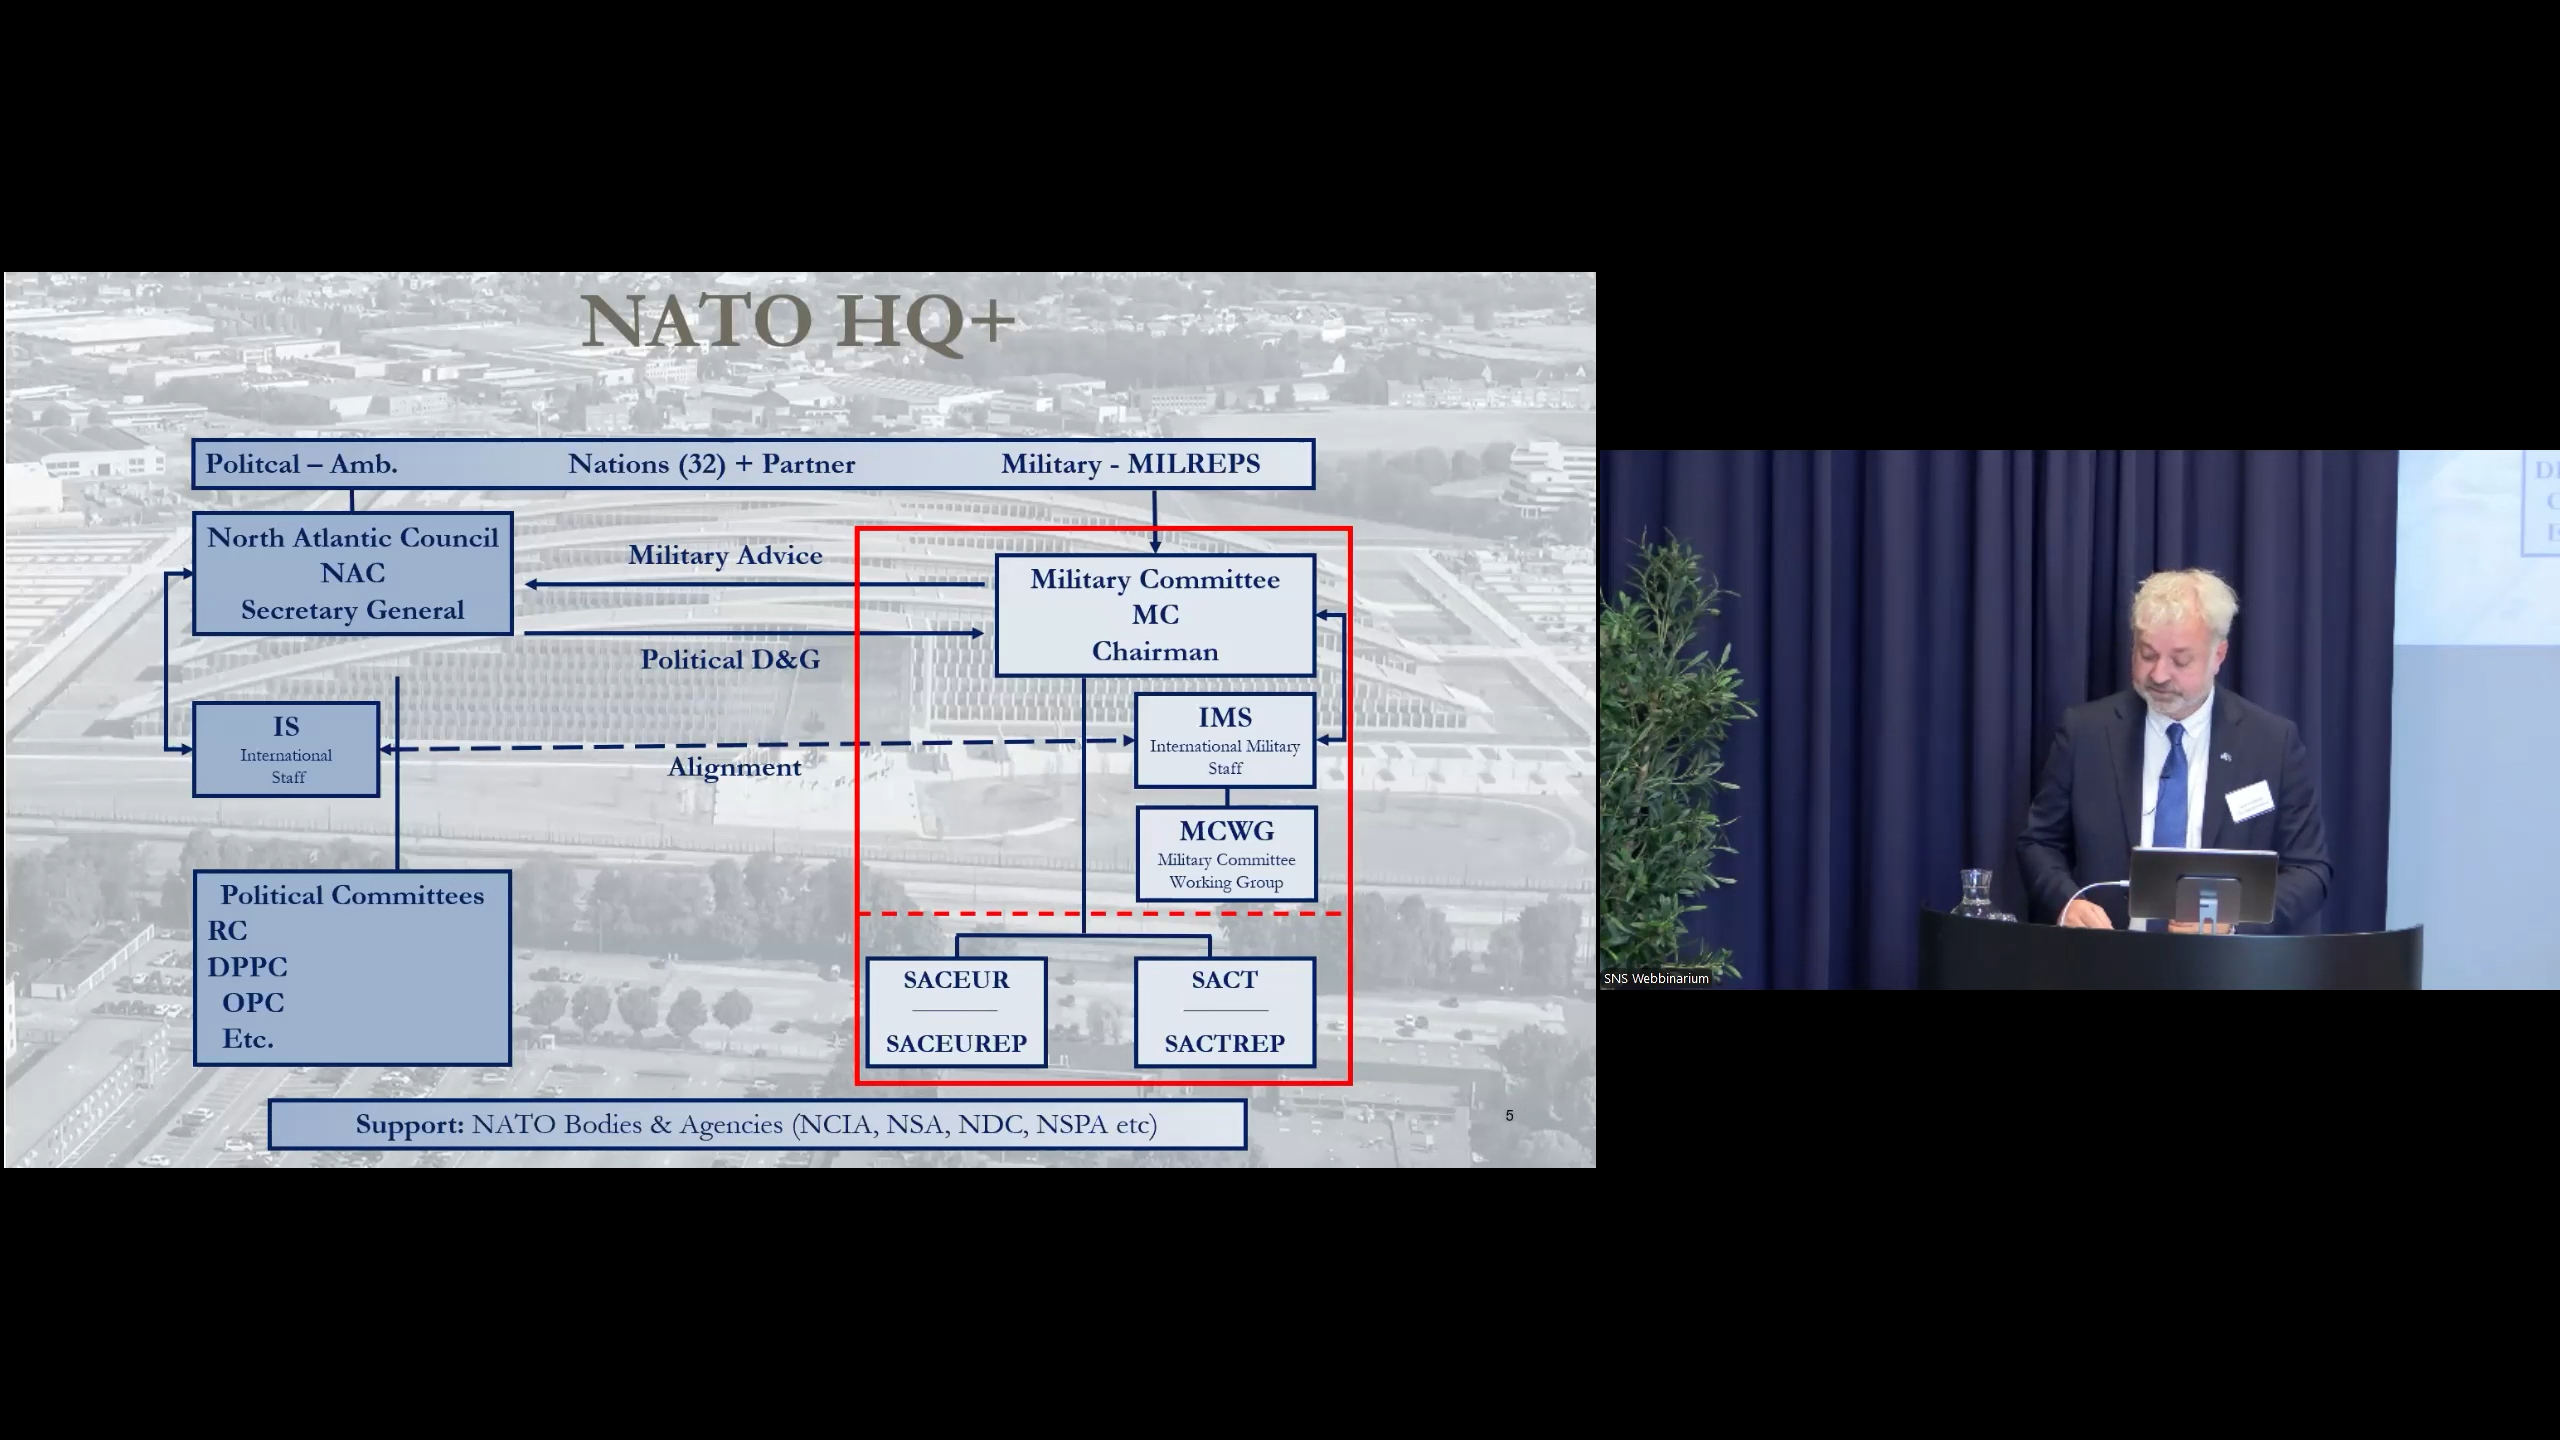 NATO HQ+
Politcal – Amb. Nations (32) + Partner Military - MILREPS
North Atlantic Council
NAC
Secretary General
Military Advice
Political D&G
Military Committee
MC
Chairman
IS
International
Staff
Alignment
IMS
International Military
Staff
MCWG
Military Committee
Working Group
Political Committees
RC
DPPC
OPC
Etc.
SACEUR
SACEUREP
SACT
SACTREP
Support: NATO Bodies & Agencies (NCIA, NSA, NDC, NSPA etc)
5
SNS Webbinarium